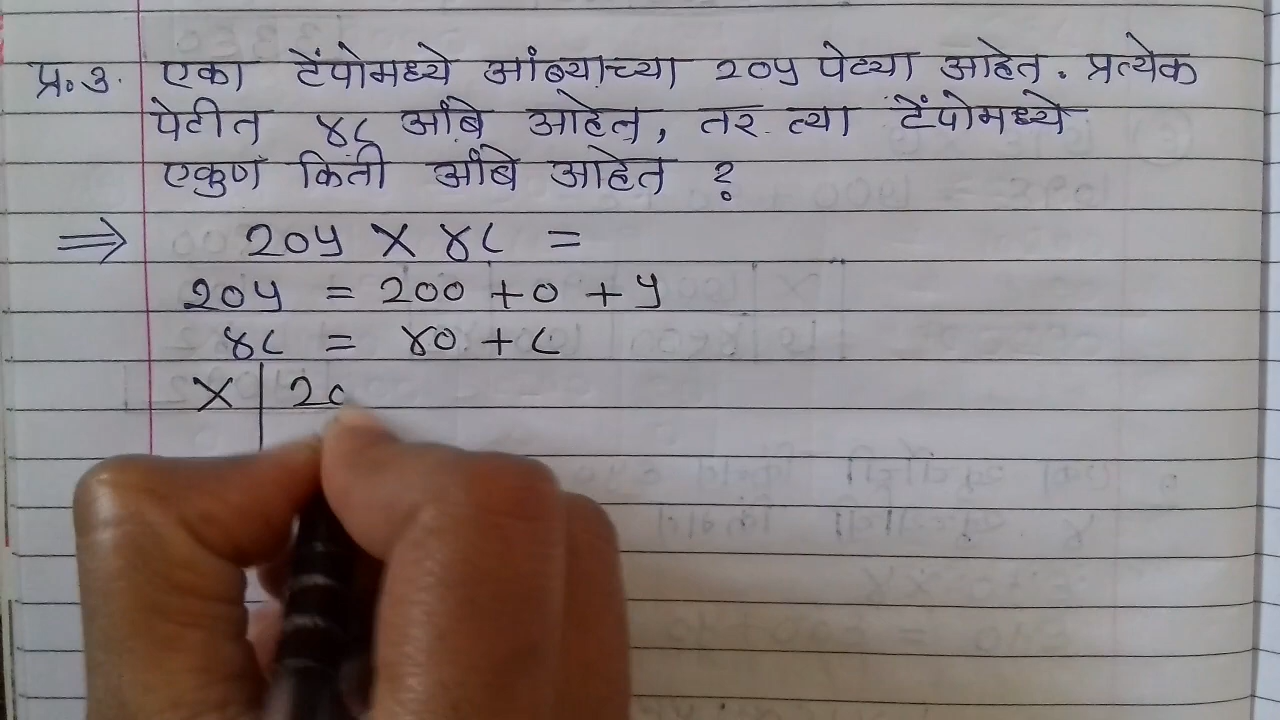 प्र.३. एका टेंपोमध्ये आंब्याच्या २०५ पेट्या आहेत. प्रत्येक
पेटीत ४८ आंबे आहेत, तर त्या टेंपोमध्ये
एकुण किती आंबे आहेत ?
⇒ २०५ × ४८ =
२०५ = २०० + ० + ५
४८ = ४० + ८
× | २०